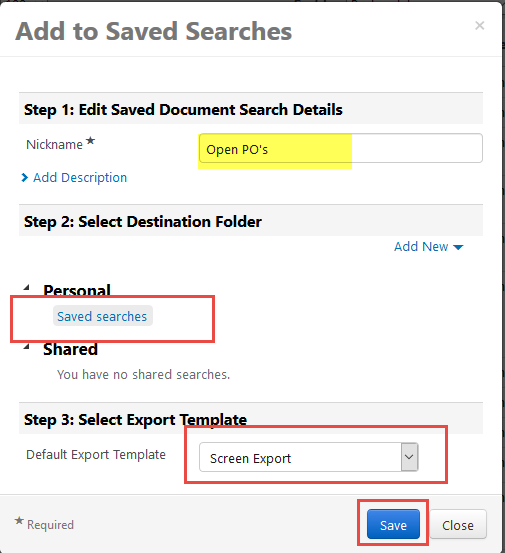 Add to Saved Searches ×
Step 1: Edit Saved Document Search Details
Nickname ★ Open PO's
Add Description
Step 2: Select Destination Folder
Add New
Personal
Saved searches
Shared
You have no shared searches.
Step 3: Select Export Template
Default Export Template Screen Export
★ Required Save Close